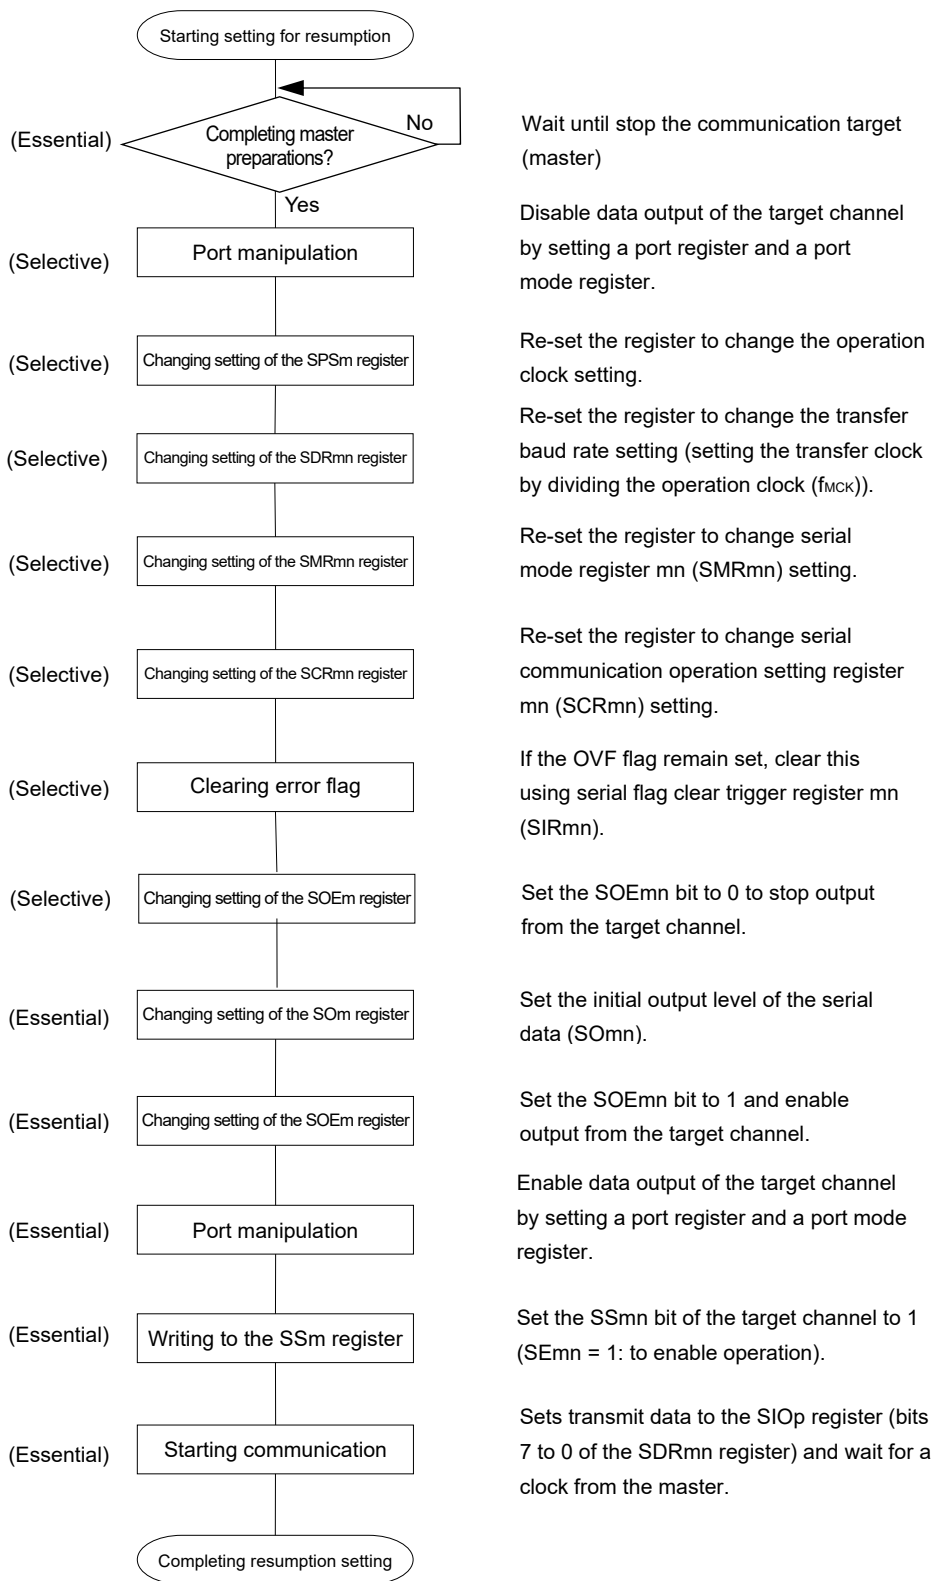 Starting setting for resumption
(Essential)
Completing master
preparations?
No
Yes
Wait until stop the communication target
(master)
(Selective)
Port manipulation
Disable data output of the target channel
by setting a port register and a port
mode register.
(Selective)
Changing setting of the SPSm register
Re-set the register to change the operation
clock setting.
(Selective)
Changing setting of the SDRmn register
Re-set the register to change the transfer
baud rate setting (setting the transfer clock
by dividing the operation clock (fMCK)).
(Selective)
Changing setting of the SMRmn register
Re-set the register to change serial
mode register mn (SMRmn) setting.
(Selective)
Changing setting of the SCRmn register
Re-set the register to change serial
communication operation setting register
mn (SCRmn) setting.
(Selective)
Clearing error flag
If the OVF flag remain set, clear this
using serial flag clear trigger register mn
(SIRmn).
(Selective)
Changing setting of the SOEm register
Set the SOEmn bit to 0 to stop output
from the target channel.
(Essential)
Changing setting of the SOm register
Set the initial output level of the serial
data (SOmn).
(Essential)
Changing setting of the SOEm register
Set the SOEmn bit to 1 and enable
output from the target channel.
(Essential)
Port manipulation
Enable data output of the target channel
by setting a port register and a port mode
register.
(Essential)
Writing to the SSm register
Set the SSmn bit of the target channel to 1
(SEmn = 1: to enable operation).
(Essential)
Starting communication
Sets transmit data to the SIOp register (bits
7 to 0 of the SDRmn register) and wait for a
clock from the master.
Completing resumption setting